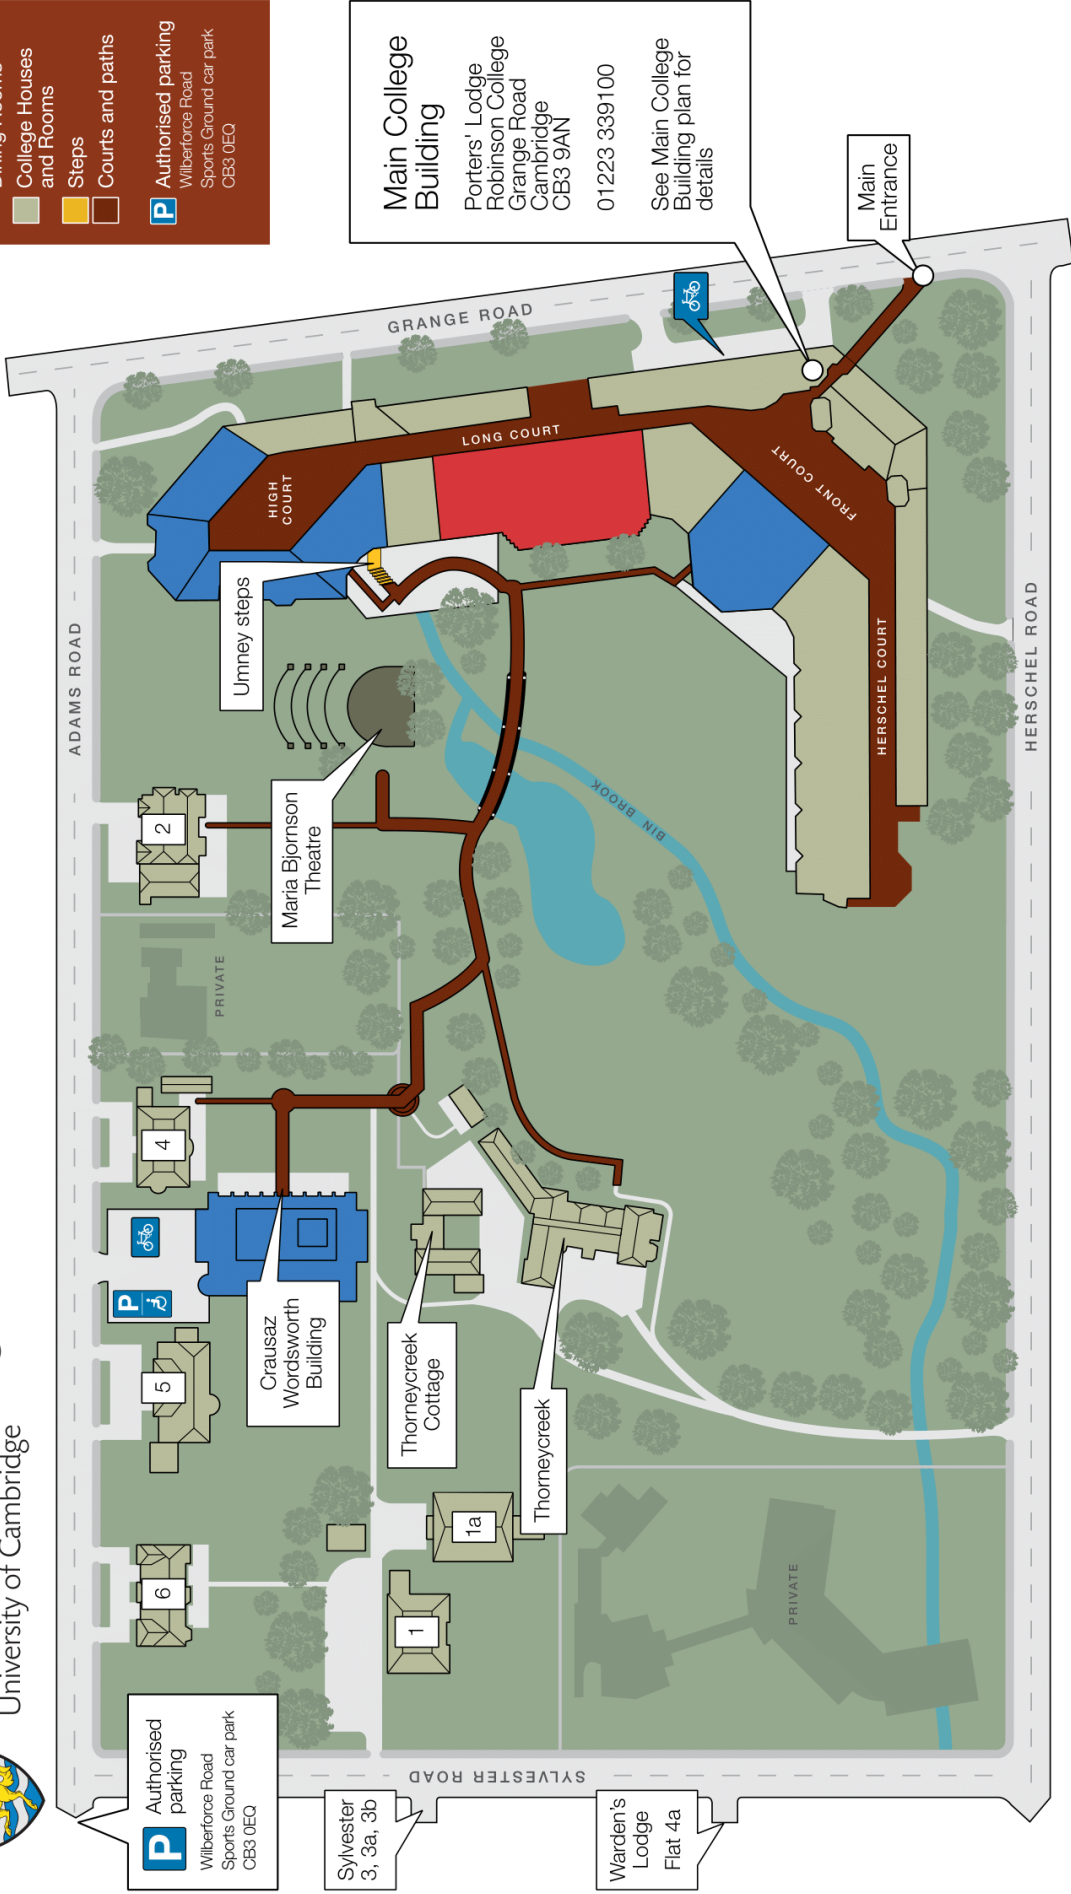 University of Cambridge
College Houses
and Rooms
Steps
Courts and paths
P
Authorised parking
Wilberforce Road
Sports Ground car park
CB3 0EQ
Main College
Building
Porters' Lodge
Robinson College
Grange Road
Cambridge
CB3 9AN
01223 339100
See Main College
Building plan for
details
Main
Entrance
GRANGE ROAD
ADAMS ROAD
HERSCHEL ROAD
SYLVESTER ROAD
HIGH
COURT
LONG COURT
FRONT COURT
HERSCHEL COURT
Umney steps
Maria Bjornson
Theatre
BIN BROOK
2
PRIVATE
4
P
5
6
Crausaz
Wordsworth
Building
Thorneycreek
Cottage
Thorneycreek
1a
1
PRIVATE
P
Authorised
parking
Wilberforce Road
Sports Ground car park
CB3 0EQ
Sylvester
3, 3a, 3b
Warden's
Lodge
Flat 4a